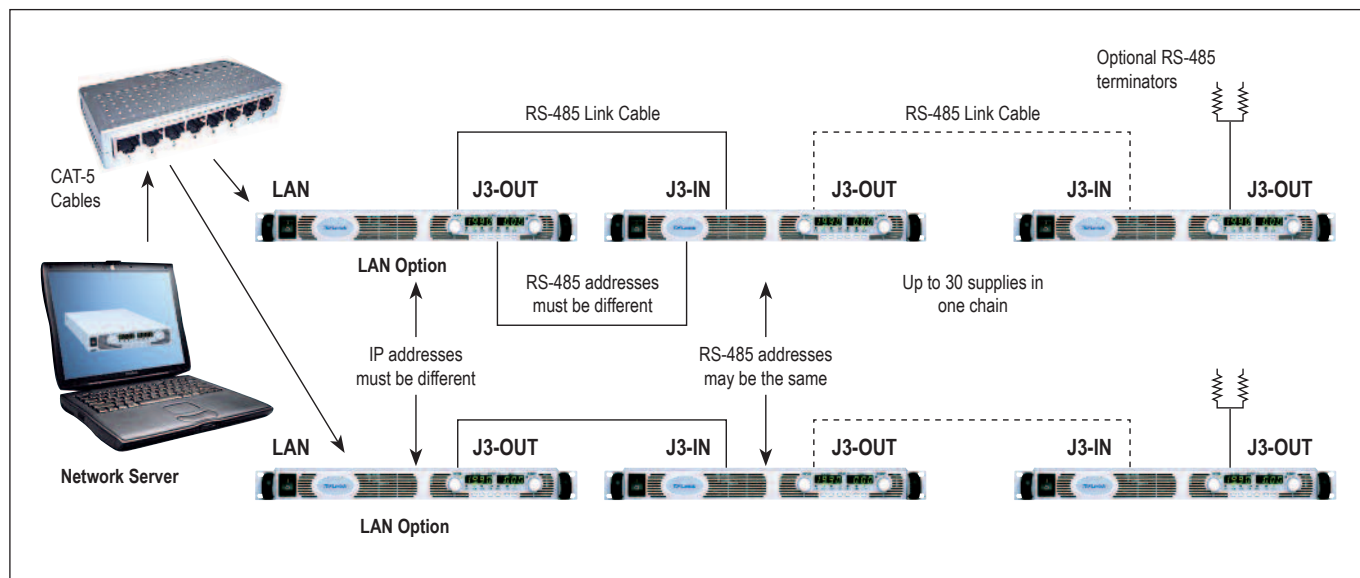 Optional RS-485
terminators
RS-485 Link Cable
RS-485 Link Cable
CAT-5
Cables
LAN
J3-OUT
J3-IN
J3-OUT
J3-IN
J3-OUT
LAN Option
RS-485 addresses
must be different
Up to 30 supplies in
one chain
IP addresses
must be different
RS-485 addresses
may be the same
Network Server
LAN
J3-OUT
J3-IN
J3-OUT
J3-IN
J3-OUT
LAN Option